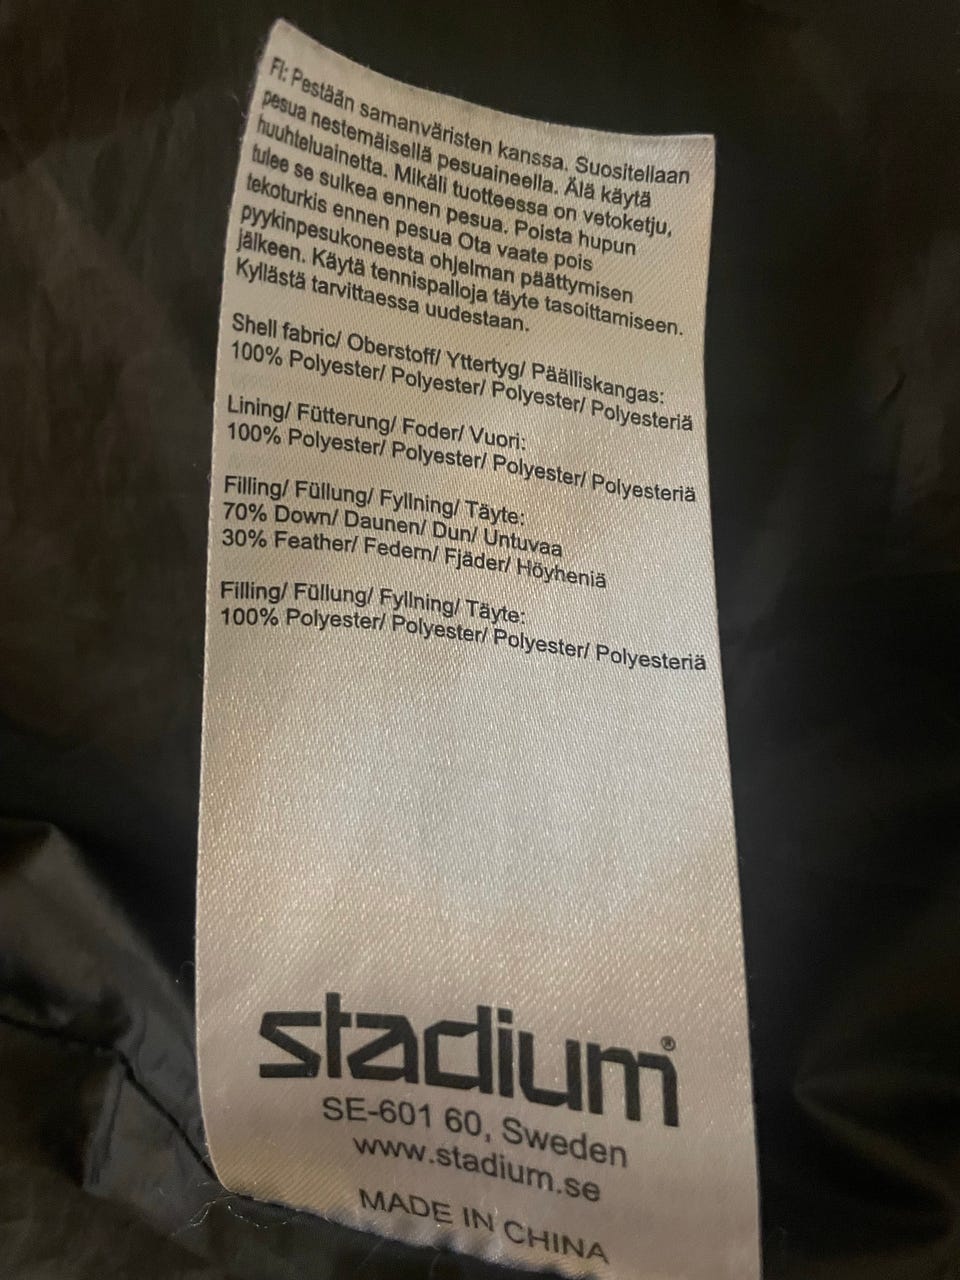 FI: Pestään samanväristen kanssa. Suositellaan
pesua nestemäisellä pesuaineella. Älä käytä
huuhteluainetta. Mikäli tuotteessa on vetoketju,
tulee se sulkea ennen pesua. Poista hupun
tekoturkis ennen pesua Ota vaate pois
pyykinpesukoneesta ohjelman päättymisen
jälkeen. Käytä tennispalloja täyte tasoittamiseen.
Kyllästä tarvittaessa uudestaan.
Shell fabric/ Oberstoff/ Yttertyg/ Päälliskangas:
100% Polyester/ Polyester/ Polyester/ Polyesteriä
Lining/ Fütterung/ Foder/ Vuori:
100% Polyester/ Polyester/ Polyester/ Polyesteriä
Filling/ Füllung/ Fyllning/ Täyte:
70% Down/ Daunen/ Dun/ Untuvaa
30% Feather/ Federn/ Fjäder/ Höyheniä
Filling/ Füllung/ Fyllning/ Täyte:
100% Polyester/ Polyester/ Polyester/ Polyesteriä
stadium®
SE-601 60, Sweden
www.stadium.se
MADE IN CHINA